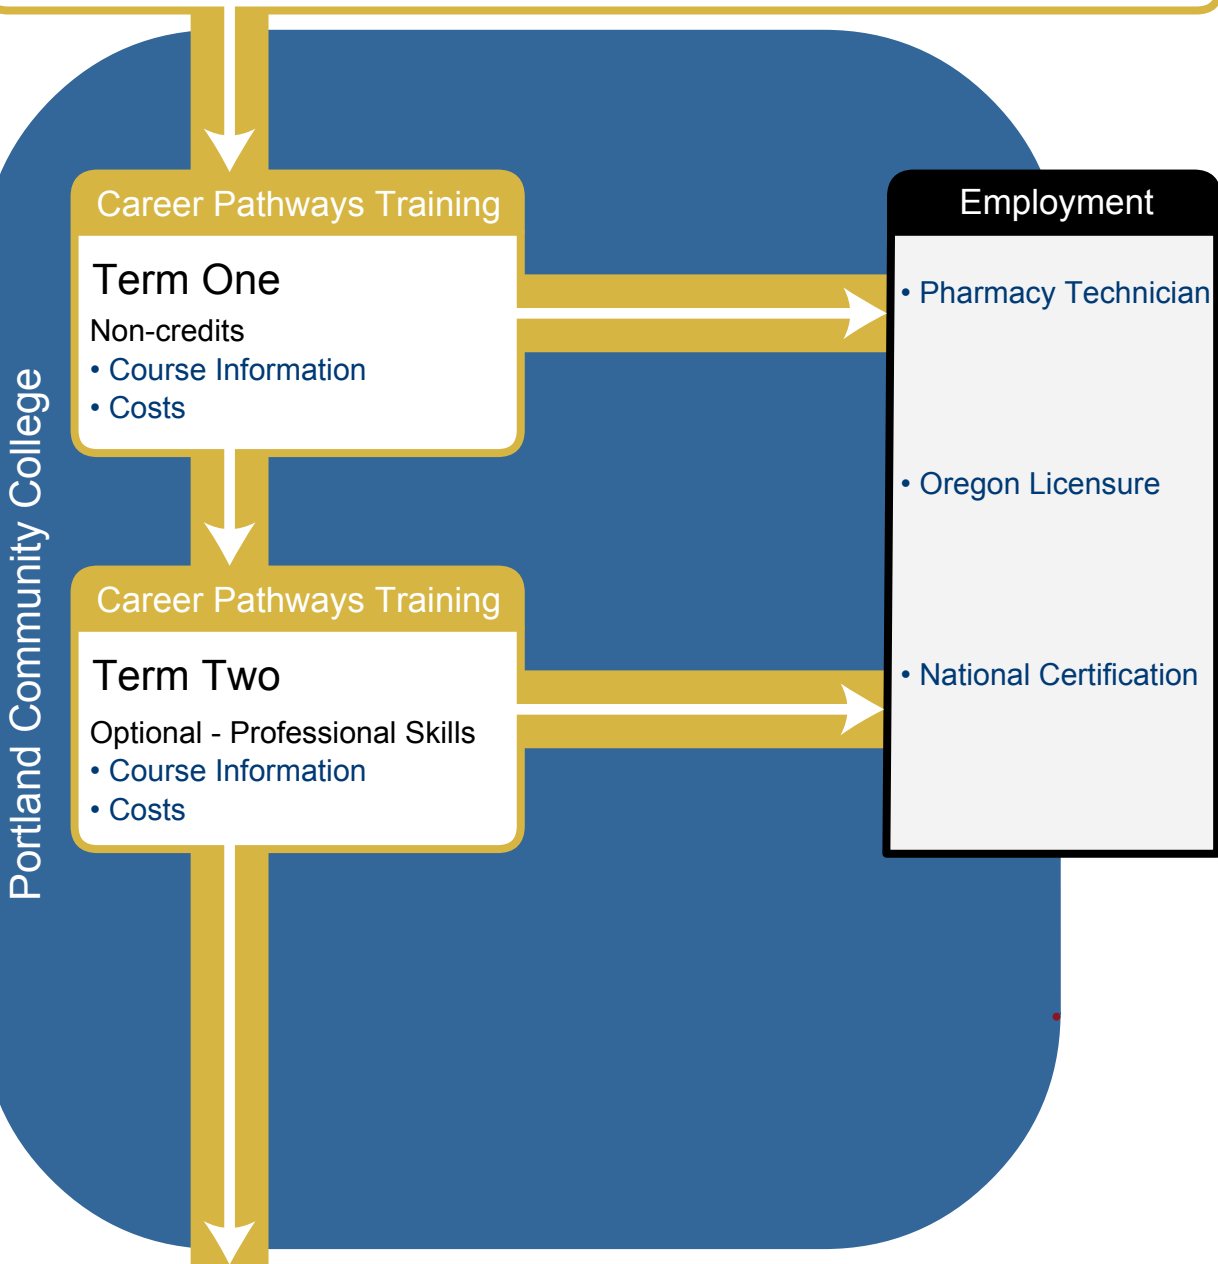 Portland Community College
Career Pathways Training
Term One
Non-credits
• Course Information
• Costs
Career Pathways Training
Term Two
Optional - Professional Skills
• Course Information
• Costs
Employment
• Pharmacy Technician
• Oregon Licensure
• National Certification